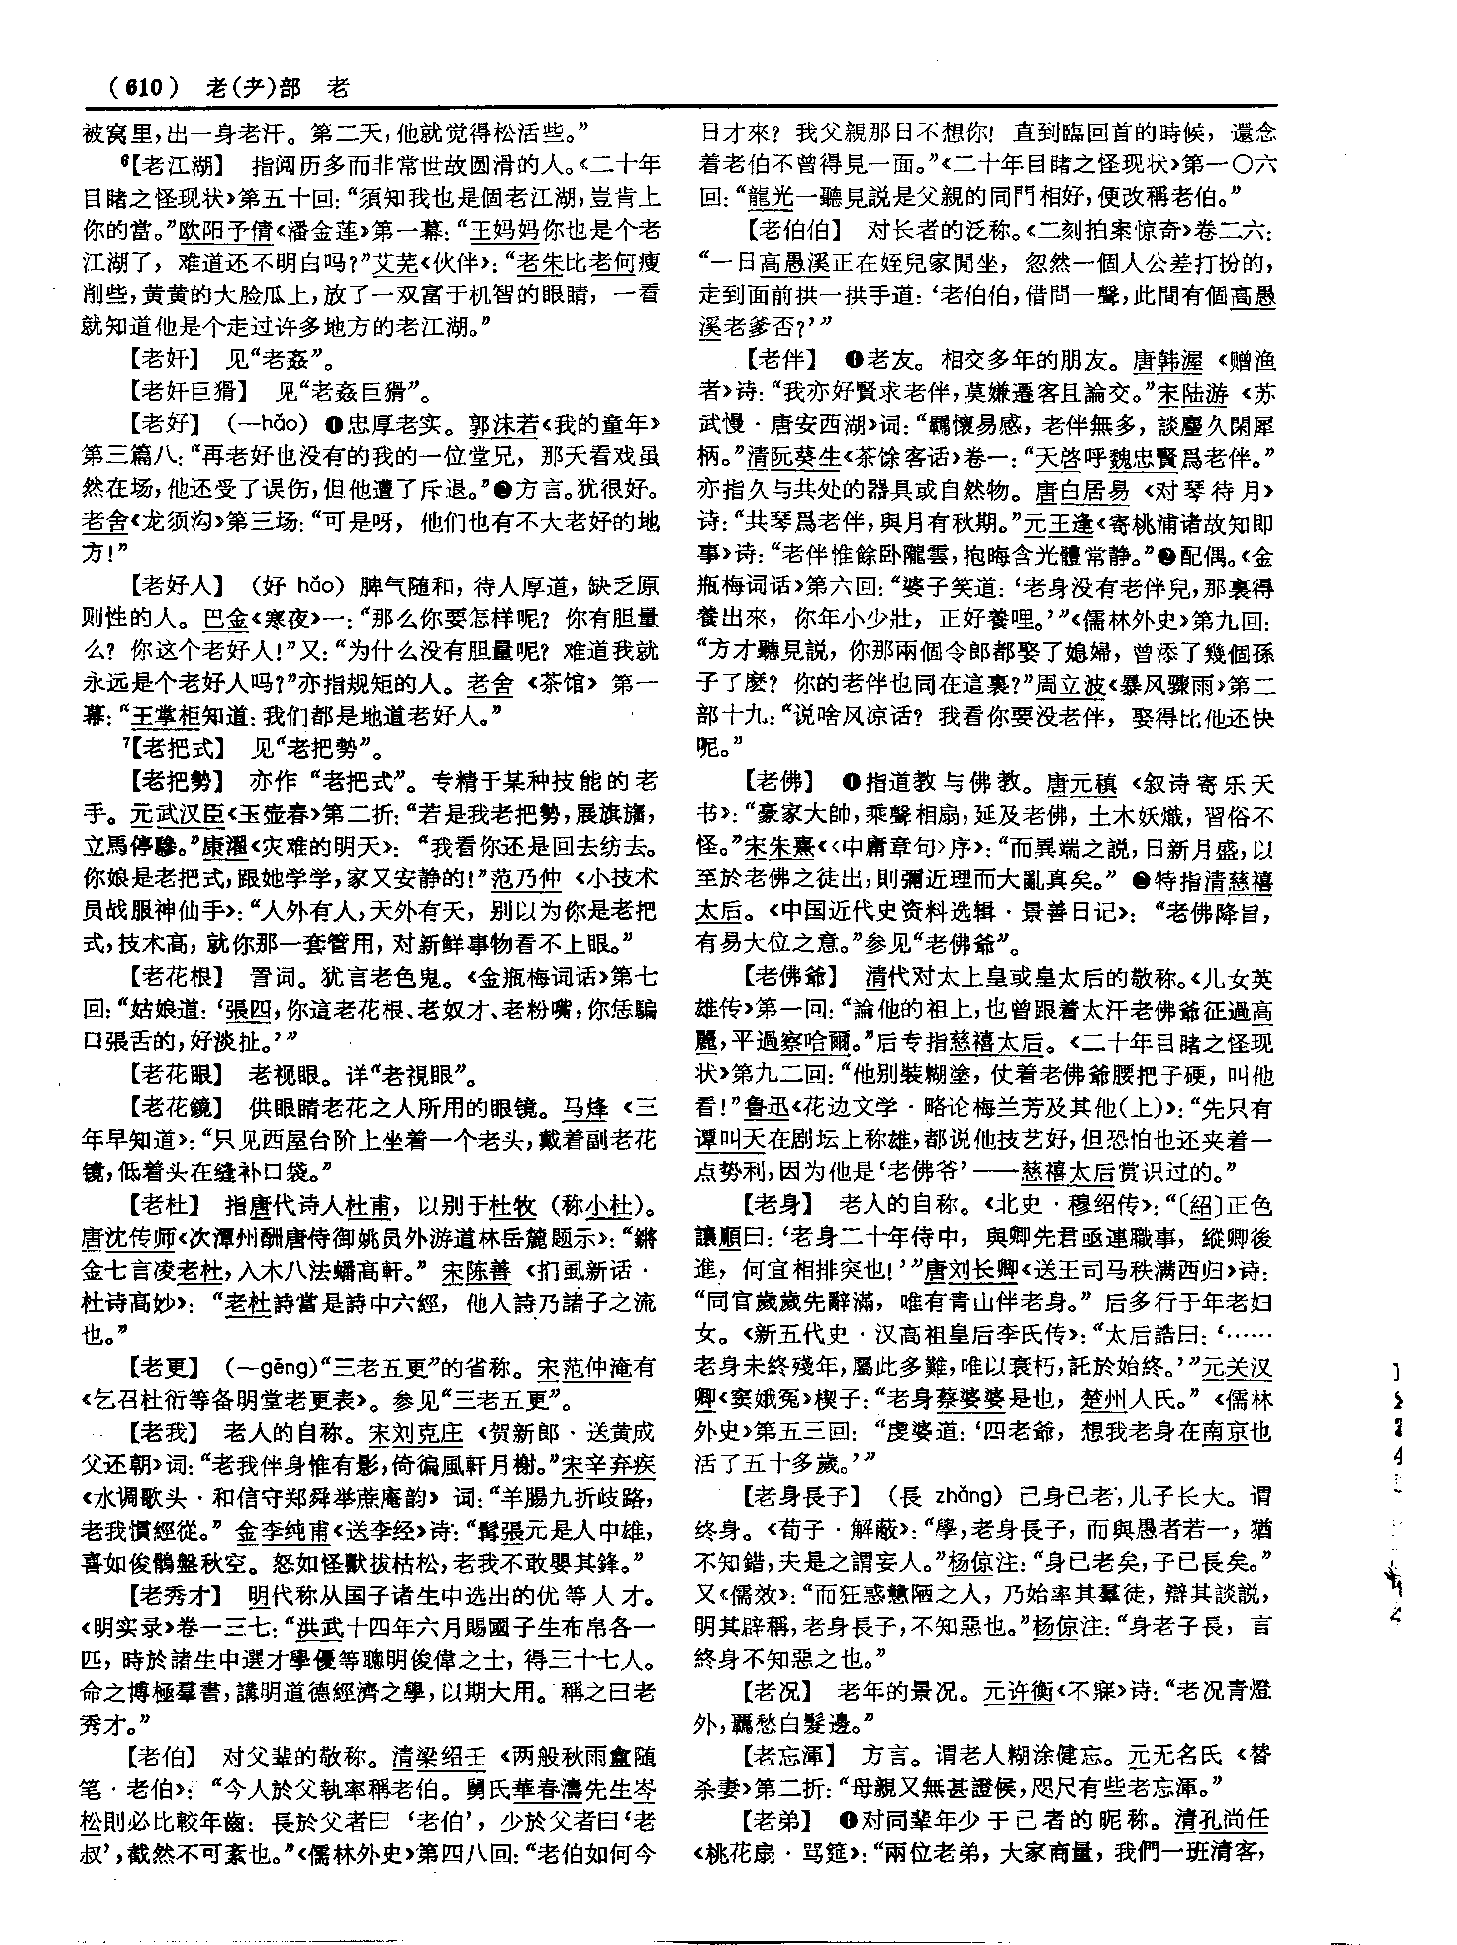 （610） 老(耂)部 老
被窝里，出一身老汗。第二天，他就觉得松活些。”
⁶【老江湖】 指阅历多而非常世故圆滑的人。《二十年
目睹之怪现状》第五十回：“須知我也是個老江湖，豈肯上
你的當。”欧阳予倩《潘金莲》第一幕：“王妈妈你也是个老
江湖了，难道还不明白吗？”艾芜《伙伴》：“老朱比老何瘦
削些，黄黄的大脸瓜上，放了一双富于机智的眼睛，一看
就知道他是个走过许多地方的老江湖。”
【老奸】 见“老姦”。
【老奸巨猾】 见“老姦巨猾”。
【老好】（—hǎo）❶忠厚老实。郭沫若《我的童年》
第三篇八：“再老好也没有的我的一位堂兄，那天看戏虽
然在场，他还受了误伤，但他遭了斥退。”❷方言。犹很好。
老舍《龙须沟》第三场：“可是呀，他们也有不大老好的地
方！”
【老好人】（好 hǎo）脾气随和，待人厚道，缺乏原
则性的人。巴金《寒夜》一：“那么你要怎样呢？你有胆量
么？你这个老好人！”又：“为什么没有胆量呢？难道我就
永远是个老好人吗？”亦指规矩的人。老舍《茶馆》第一
幕：“王掌柜知道：我们都是地道老好人。”
⁷【老把式】 见“老把勢”。
【老把勢】 亦作“老把式”。专精于某种技能的老
手。元武汉臣《玉壶春》第二折：“若是我老把勢，展旗旛，
立馬停驂。”康濯《灾难的明天》：“我看你还是回去纺去。
你娘是老把式，跟她学学，家又安静的！”范乃仲《小技术
员战服神仙手》：“人外有人，天外有天，别以为你是老把
式，技术高，就你那一套管用，对新鲜事物看不上眼。”
【老花根】 詈词。犹言老色鬼。《金瓶梅词话》第七
回：“姑娘道：‘張四，你這老花根、老奴才、老粉嘴，你恁騙
口張舌的，好淡扯。’”
【老花眼】 老视眼。详“老視眼”。
【老花鏡】 供眼睛老花之人所用的眼镜。马烽《三
年早知道》：“只见西屋台阶上坐着一个老头，戴着副老花
镜，低着头在缝补口袋。”
【老杜】 指唐代诗人杜甫，以别于杜牧（称小杜）。
唐沈传师《次潭州酬唐侍御姚员外游道林岳麓题示》：“鏘
金七言凌老杜，入木八法蟠高軒。”宋陈善《扪虱新话·
杜诗高妙》：“老杜詩當是詩中六經，他人詩乃諸子之流
也。”
【老更】（—gēng）“三老五更”的省称。宋范仲淹有
《乞召杜衍等备明堂老更表》。参见“三老五更”。
【老我】 老人的自称。宋刘克庄《贺新郎·送黄成
父还朝》词：“老我伴身惟有影，倚徧風軒月榭。”宋辛弃疾
《水调歌头·和信守郑舜举蔗庵韵》词：“羊腸九折歧路，
老我慣經從。”金李纯甫《送李经》诗：“髯張元是人中雄，
喜如俊鶻盤秋空。怒如怪獸拔枯松，老我不敢嬰其鋒。”
【老秀才】 明代称从国子诸生中选出的优等人才。
《明实录》卷一三七：“洪武十四年六月賜國子生布帛各一
匹，時於諸生中選才學優等聰明俊偉之士，得三十七人。
命之博極羣書，講明道德經濟之學，以期大用。稱之曰老
秀才。”
【老伯】 对父辈的敬称。清梁绍壬《两般秋雨盦随
笔·老伯》：“今人於父執率稱老伯。舅氏華春濤先生岑
松則必比較年齒：長於父者曰‘老伯’，少於父者曰‘老
叔’，截然不可紊也。”《儒林外史》第四八回：“老伯如何今
日才來？我父親那日不想你！直到臨回首的時候，還念
着老伯不曾得見一面。”《二十年目睹之怪现状》第一〇六
回：“龍光一聽見説是父親的同門相好，便改稱老伯。”
【老伯伯】 对长者的泛称。《二刻拍案惊奇》卷二六：
“一日高愚溪正在姪兒家閒坐，忽然一個人公差打扮的，
走到面前拱一拱手道：‘老伯伯，借問一聲，此間有個高愚
溪老爹否？’”
【老伴】 ❶老友。相交多年的朋友。唐韩渥《赠渔
者》诗：“我亦好賢求老伴，莫嫌遷客且論交。”宋陆游《苏
武慢·唐安西湖》词：“羈懷易感，老伴無多，談麈久閑犀
柄。”清阮葵生《茶馀客话》卷一：“天啓呼魏忠賢爲老伴。”
亦指久与共处的器具或自然物。唐白居易《对琴待月》
诗：“共琴爲老伴，與月有秋期。”元王逢《寄桃浦诸故知即
事》诗：“老伴惟餘卧隴雲，抱晦含光體常静。”❷配偶。《金
瓶梅词话》第六回：“婆子笑道：‘老身没有老伴兒，那裏得
養出來，你年小少壯，正好養哩。’”《儒林外史》第九回：
“方才聽見説，你那兩個令郎都娶了媳婦，曾添了幾個孫
子了麽？你的老伴也同在這裏？”周立波《暴风骤雨》第二
部十九：“说啥风凉话？我看你要没老伴，娶得比他还快
呢。”
【老佛】 ❶指道教与佛教。唐元稹《叙诗寄乐天
书》：“豪家大帥，乘聲相扇，延及老佛，土木妖熾，習俗不
怪。”宋朱熹《〈中庸章句〉序》：“而異端之説，日新月盛，以
至於老佛之徒出，則彌近理而大亂真矣。”❷特指清慈禧
太后。《中国近代史资料选辑·景善日记》：“老佛降旨，
有易大位之意。”参见“老佛爺”。
【老佛爺】 清代对太上皇或皇太后的敬称。《儿女英
雄传》第一回：“論他的祖上，也曾跟着太汗老佛爺征過高
麗，平過察哈爾。”后专指慈禧太后。《二十年目睹之怪现
状》第九二回：“他别裝糊塗，仗着老佛爺腰把子硬，叫他
看！”鲁迅《花边文学·略论梅兰芳及其他（上）》：“先只有
谭叫天在剧坛上称雄，都说他技艺好，但恐怕也还夹着一
点势利，因为他是‘老佛爷’——慈禧太后赏识过的。”
【老身】 老人的自称。《北史·穆绍传》：“〔紹〕正色
讓順曰：‘老身二十年侍中，與卿先君亟連職事，縱卿後
進，何宜相排突也！’”唐刘长卿《送王司马秩满西归》诗：
“同官歲歲先辭滿，唯有青山伴老身。”后多行于年老妇
女。《新五代史·汉高祖皇后李氏传》：“太后誥曰：‘……
老身未終殘年，屬此多難，唯以衰朽，託於始終。’”元关汉
卿《窦娥冤》楔子：“老身蔡婆婆是也，楚州人氏。”《儒林
外史》第五三回：“虔婆道：‘四老爺，想我老身在南京也
活了五十多歲。’”
【老身長子】（長 zhǎng）己身已老，儿子长大。谓
终身。《荀子·解蔽》：“學，老身長子，而與愚者若一，猶
不知錯，夫是之謂妄人。”杨倞注：“身已老矣，子已長矣。”
又《儒效》：“而狂惑戆陋之人，乃始率其羣徒，辯其談説，
明其辟稱，老身長子，不知惡也。”杨倞注：“身老子長，言
終身不知惡之也。”
【老况】 老年的景况。元许衡《不寐》诗：“老况青燈
外，羈愁白髮邊。”
【老忘渾】 方言。谓老人糊涂健忘。元无名氏《替
杀妻》第二折：“母親又無甚證候，咫尺有些老忘渾。”
【老弟】 ❶对同辈年少于己者的昵称。清孔尚任
《桃花扇·骂筵》：“兩位老弟，大家商量，我們一班清客，